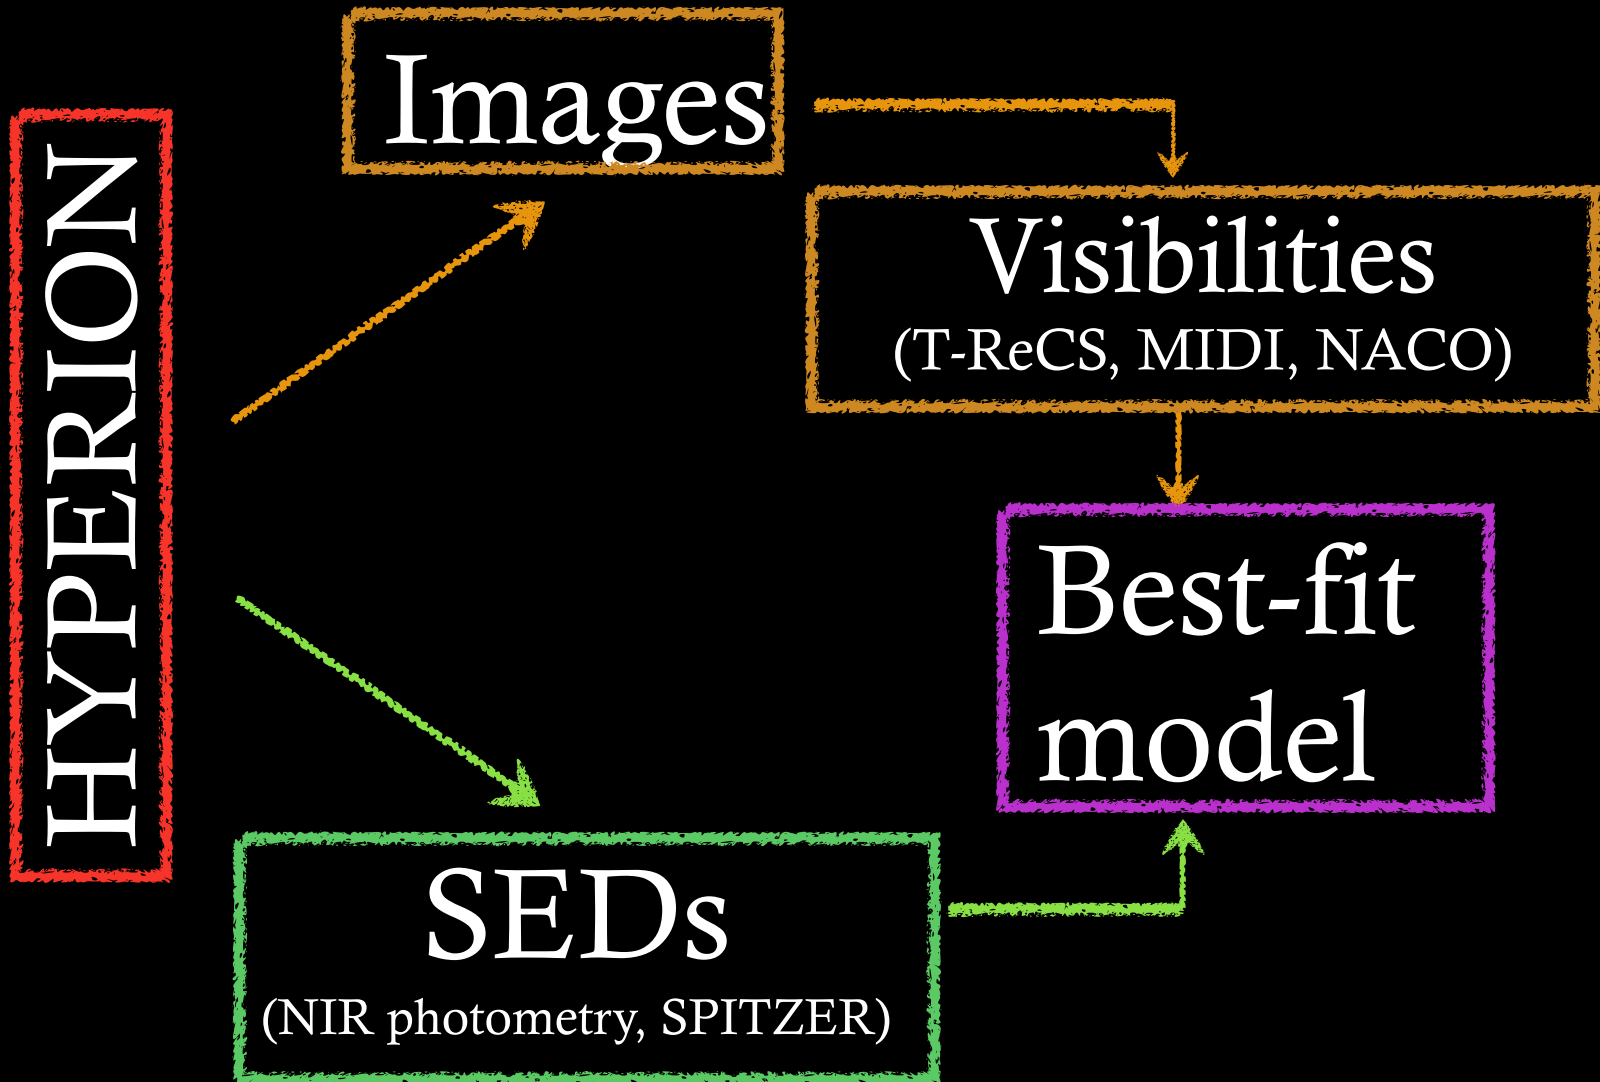 HYPERION
Images
Visibilities
(T-ReCS, MIDI, NACO)
Best-fit
model
SEDs
(NIR photometry, SPITZER)